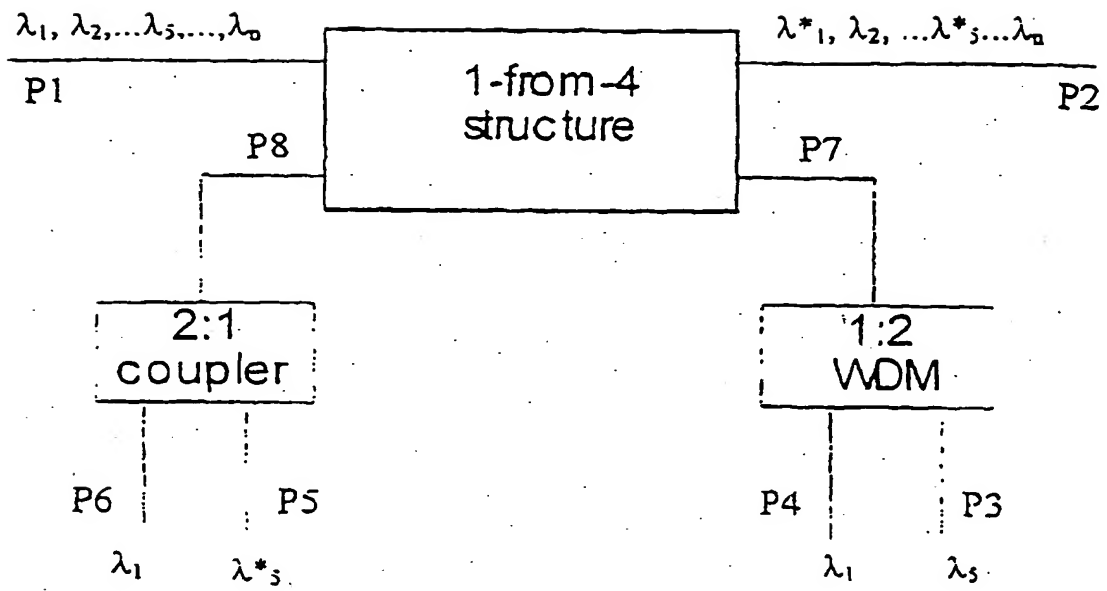 λ₁, λ₂,...λ₅,...,λₙ
λ*₁, λ₂, ...λ*₅...λₙ
1-from-4
structure
P1
P2
P8
P7
2:1
coupler
1:2
WDM
P6
P5
P4
P3
λ₁
λ*₅
λ₁
λ₅